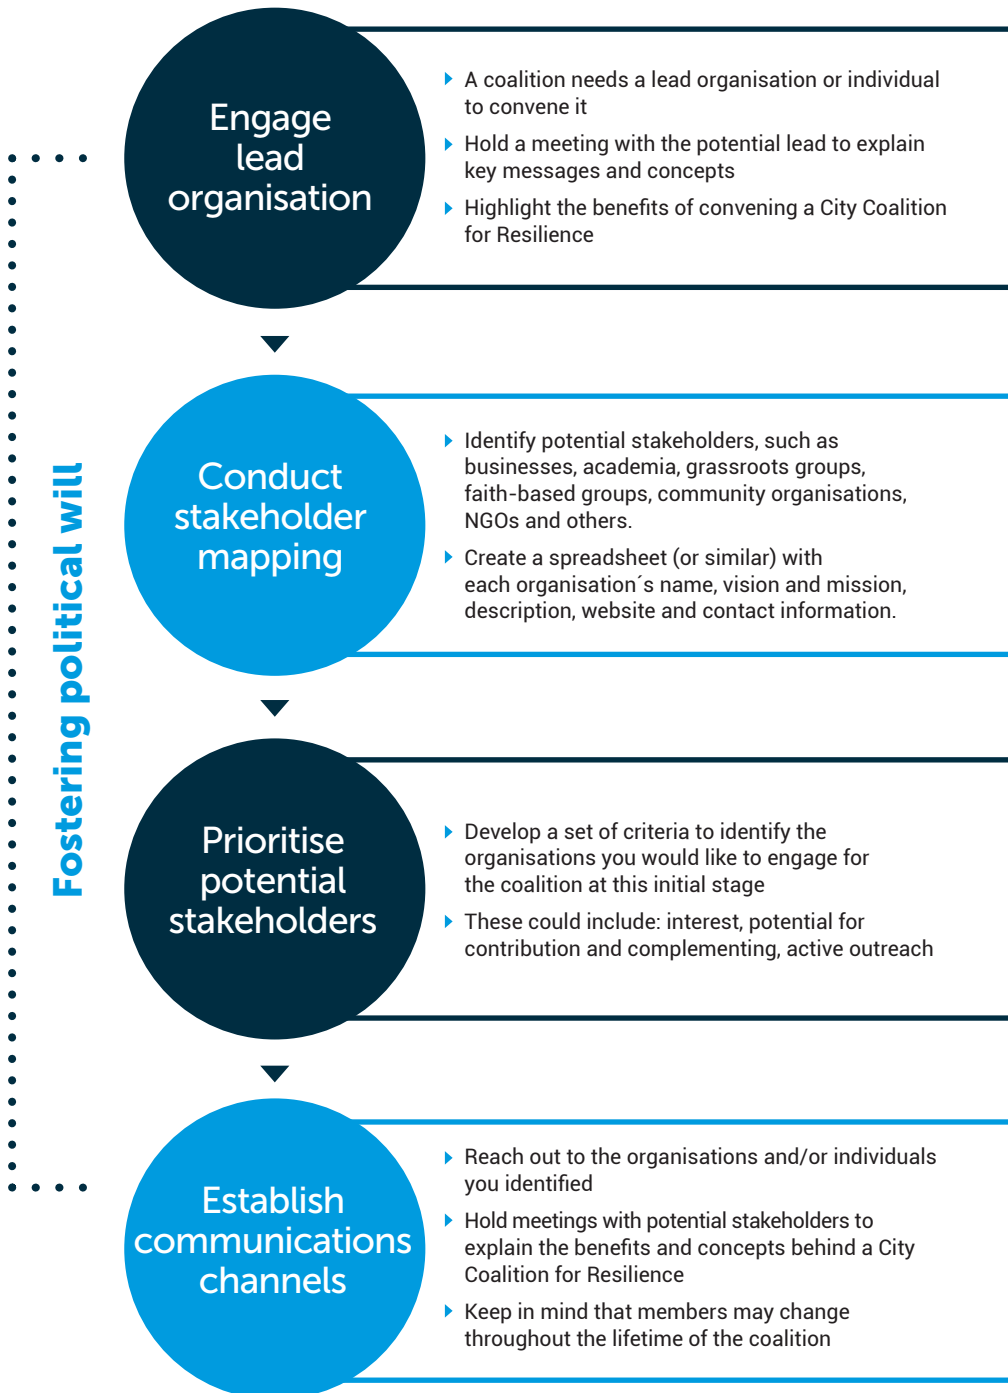 Engage
lead
organisation
A coalition needs a lead organisation or individual
to convene it
Hold a meeting with the potential lead to explain
key messages and concepts
Highlight the benefits of convening a City Coalition
for Resilience
Fostering political will
Conduct
stakeholder
mapping
Identify potential stakeholders, such as
businesses, academia, grassroots groups,
faith-based groups, community organisations,
NGOs and others.
Create a spreadsheet (or similar) with
each organisation´s name, vision and mission,
description, website and contact information.
Prioritise
potential
stakeholders
Develop a set of criteria to identify the
organisations you would like to engage for
the coalition at this initial stage
These could include: interest, potential for
contribution and complementing, active outreach
Establish
communications
channels
Reach out to the organisations and/or individuals
you identified
Hold meetings with potential stakeholders to
explain the benefits and concepts behind a City
Coalition for Resilience
Keep in mind that members may change
throughout the lifetime of the coalition